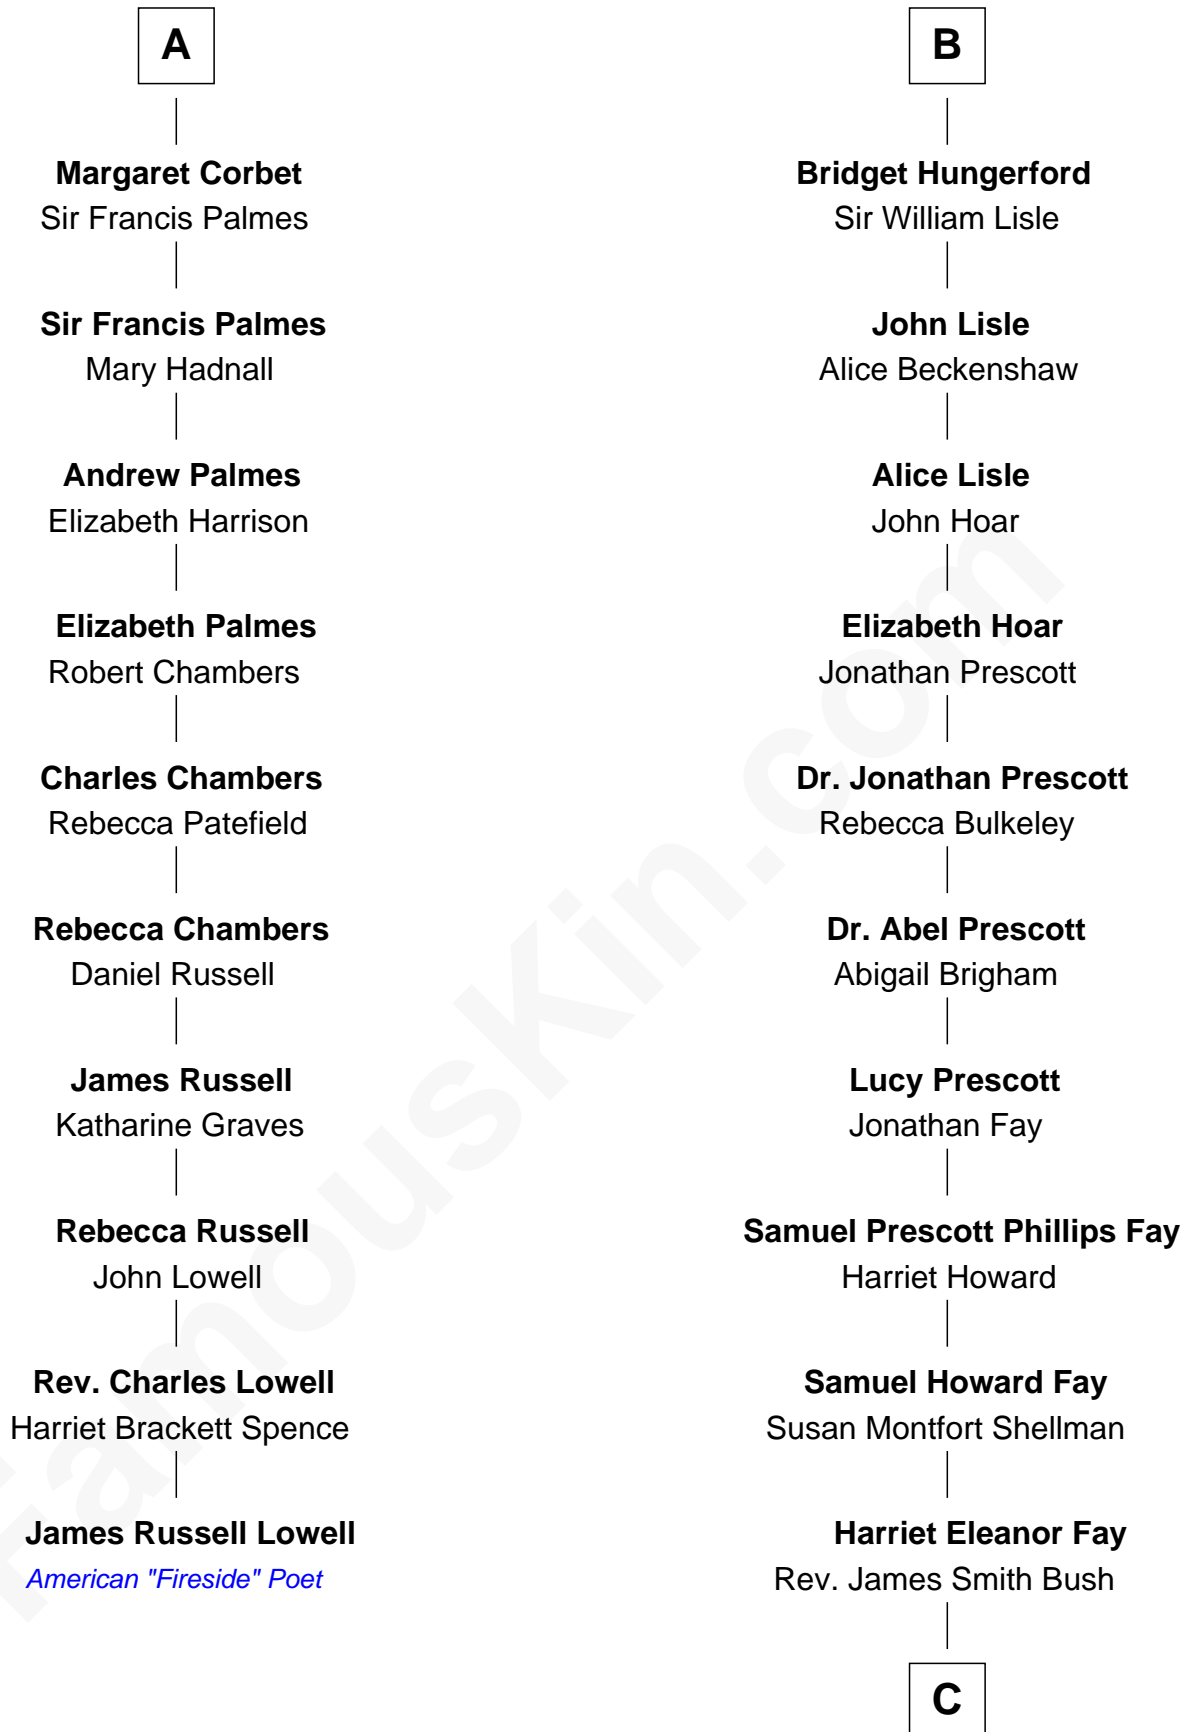 A
Margaret Corbet
Sir Francis Palmes
Sir Francis Palmes
Mary Hadnall
Andrew Palmes
Elizabeth Harrison
Elizabeth Palmes
Robert Chambers
Charles Chambers
Rebecca Patefield
Rebecca Chambers
Daniel Russell
James Russell
Katharine Graves
Rebecca Russell
John Lowell
Rev. Charles Lowell
Harriet Brackett Spence
James Russell Lowell
American "Fireside" Poet
B
Bridget Hungerford
Sir William Lisle
John Lisle
Alice Beckenshaw
Alice Lisle
John Hoar
Elizabeth Hoar
Jonathan Prescott
Dr. Jonathan Prescott
Rebecca Bulkeley
Dr. Abel Prescott
Abigail Brigham
Lucy Prescott
Jonathan Fay
Samuel Prescott Phillips Fay
Harriet Howard
Samuel Howard Fay
Susan Montfort Shellman
Harriet Eleanor Fay
Rev. James Smith Bush
C
FamousKin.com